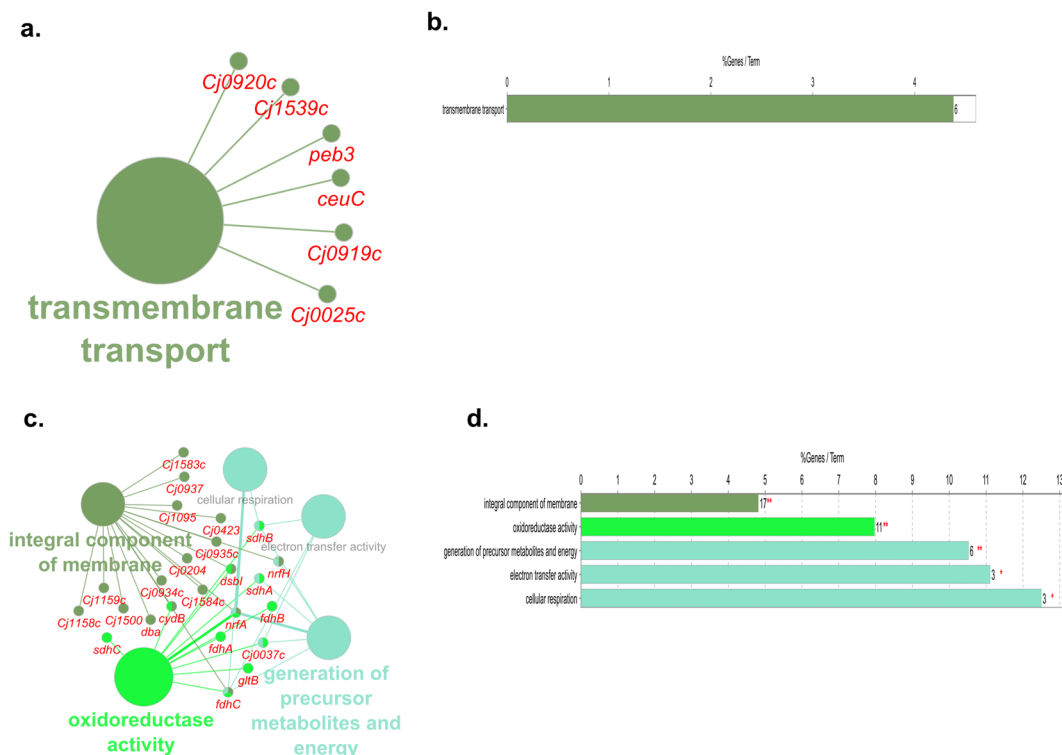 a.
Cj0920c
Cj1539c
peb3
ceuC
Cj0919c
Cj0025c
transmembrane
transport
b.
%Genes / Term
0 1 2 3 4
transmembrane transport
6
c.
Cj1583c
Cj0937
cellular respiration
Cj1095
Cj0423
sdhB
integral component
of membrane
electron transfer activity
Cj0935c
Cj0204
dsbI
nrfH
sdhA
Cj0934c
Cj1584c
Cj1159c
Cj1158c
Cj1500
dba
cydB
nrfA
fdhB
sdhC
fdhA
Cj0037c
gltB
fdhC
generation of
precursor
metabolites and
energy
oxidoreductase
activity
d.
%Genes / Term
0 1 2 3 4 5 6 7 8 9 10 11 12 13
integral component of membrane
17**
oxidoreductase activity
11**
generation of precursor metabolites and energy
6 **
electron transfer activity
3 *
cellular respiration
3 *